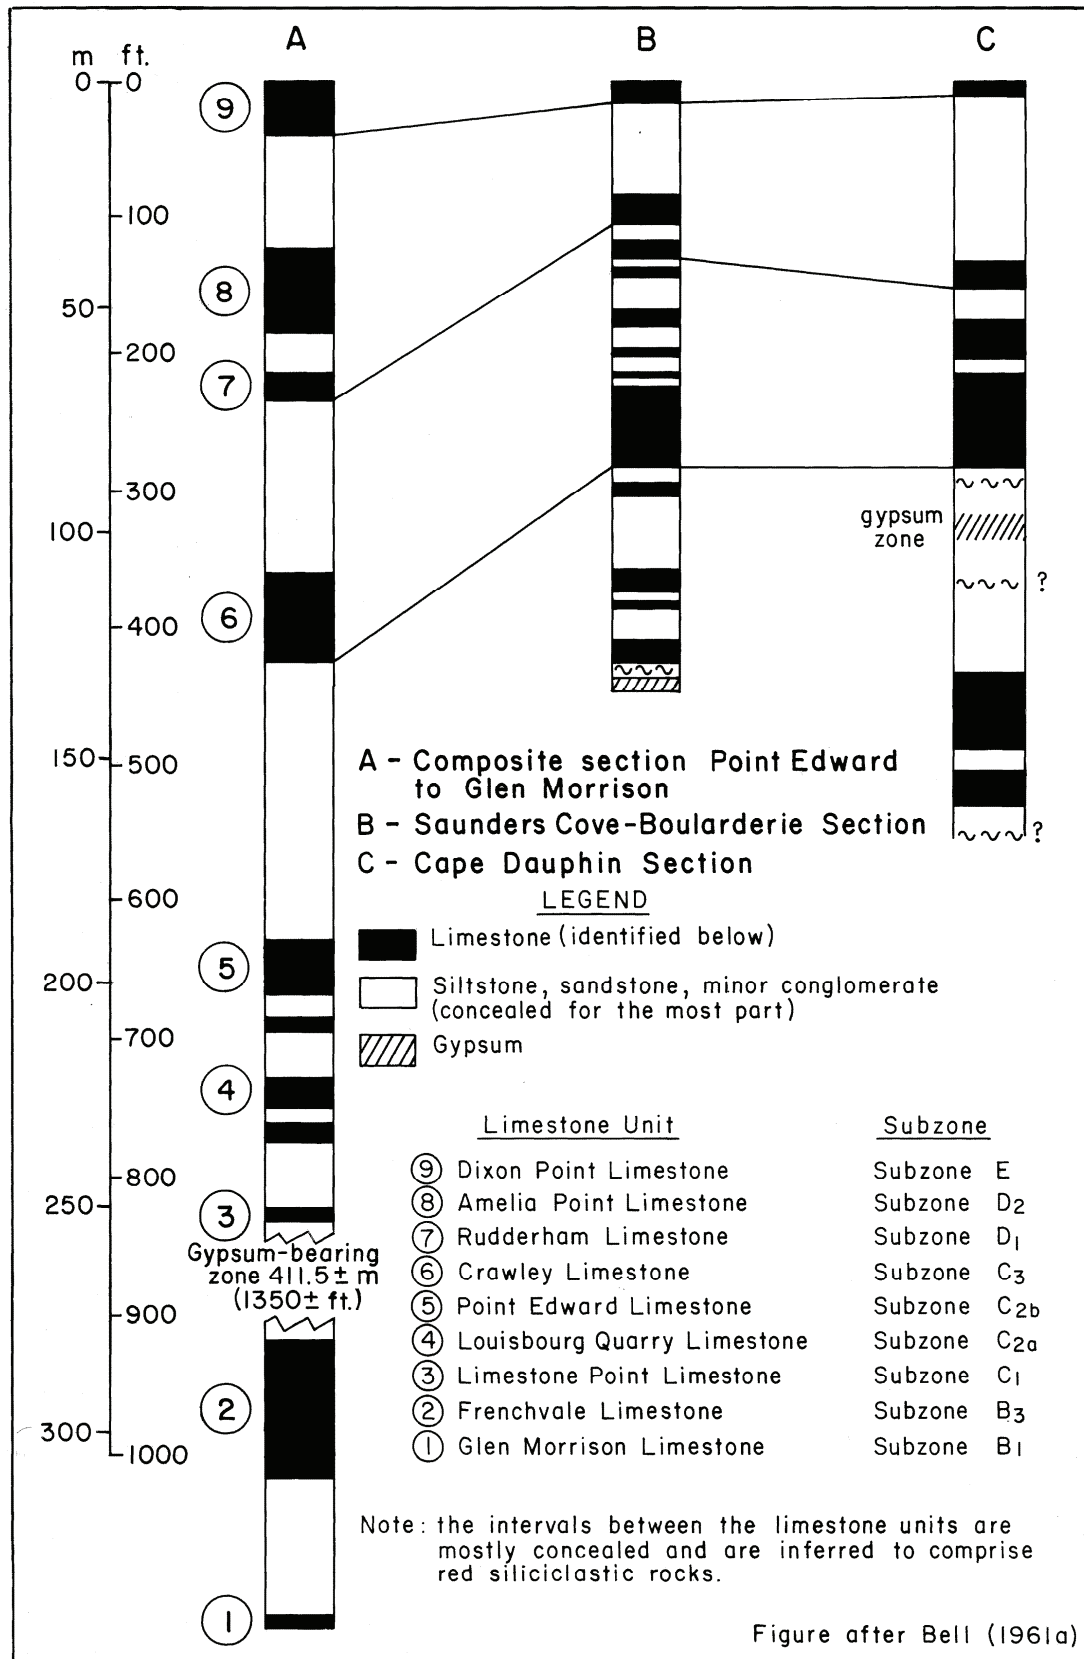 A B C
m ft.
0 0
9
-100
8
50
-200
7
-300
gypsum
zone
100
?
6
-400
150 -500
A - Composite section Point Edward
to Glen Morrison
B - Saunders Cove-Boularderie Section
?
C - Cape Dauphin Section
LEGEND
-600
Limestone (identified below)
5
200
Siltstone, sandstone, minor conglomerate
(concealed for the most part)
-700
Gypsum
4
Limestone Unit Subzone
-800
9 Dixon Point Limestone Subzone E
250
3
8 Amelia Point Limestone Subzone D2
7 Rudderham Limestone Subzone D1
Gypsum-bearing
zone 411.5± m
(1350± ft.)
6 Crawley Limestone Subzone C3
-900
5 Point Edward Limestone Subzone C2b
4 Louisbourg Quarry Limestone Subzone C2a
3 Limestone Point Limestone Subzone C1
2
2 Frenchvale Limestone Subzone B3
300
-1000
1 Glen Morrison Limestone Subzone B1
Note: the intervals between the limestone units are
mostly concealed and are inferred to comprise
red siliciclastic rocks.
1
Figure after Bell (1961a)